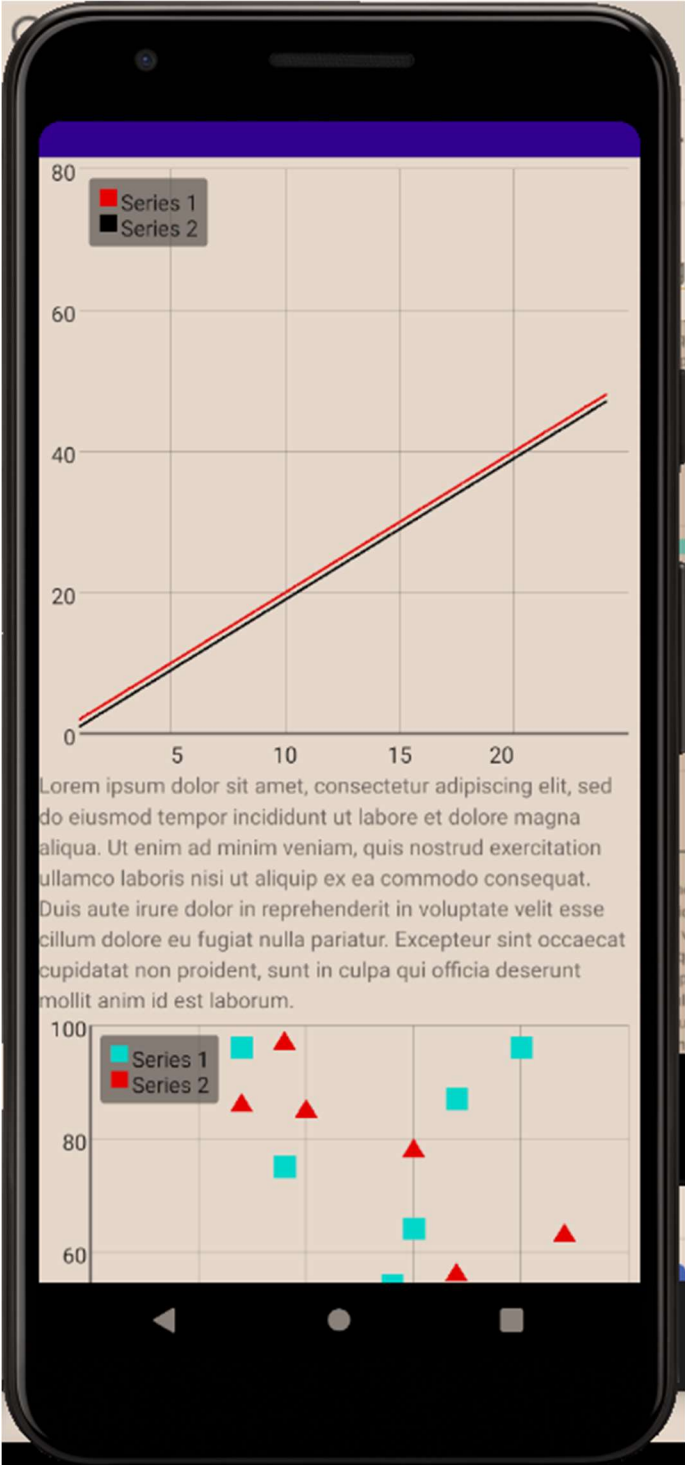 80
Series 1
Series 2
60
40
20
0
5 10 15 20
Lorem ipsum dolor sit amet, consectetur adipiscing elit, sed
do eiusmod tempor incididunt ut labore et dolore magna
aliqua. Ut enim ad minim veniam, quis nostrud exercitation
ullamco laboris nisi ut aliquip ex ea commodo consequat.
Duis aute irure dolor in reprehenderit in voluptate velit esse
cillum dolore eu fugiat nulla pariatur. Excepteur sint occaecat
cupidatat non proident, sunt in culpa qui officia deserunt
mollit anim id est laborum.
100
Series 1
Series 2
80
60